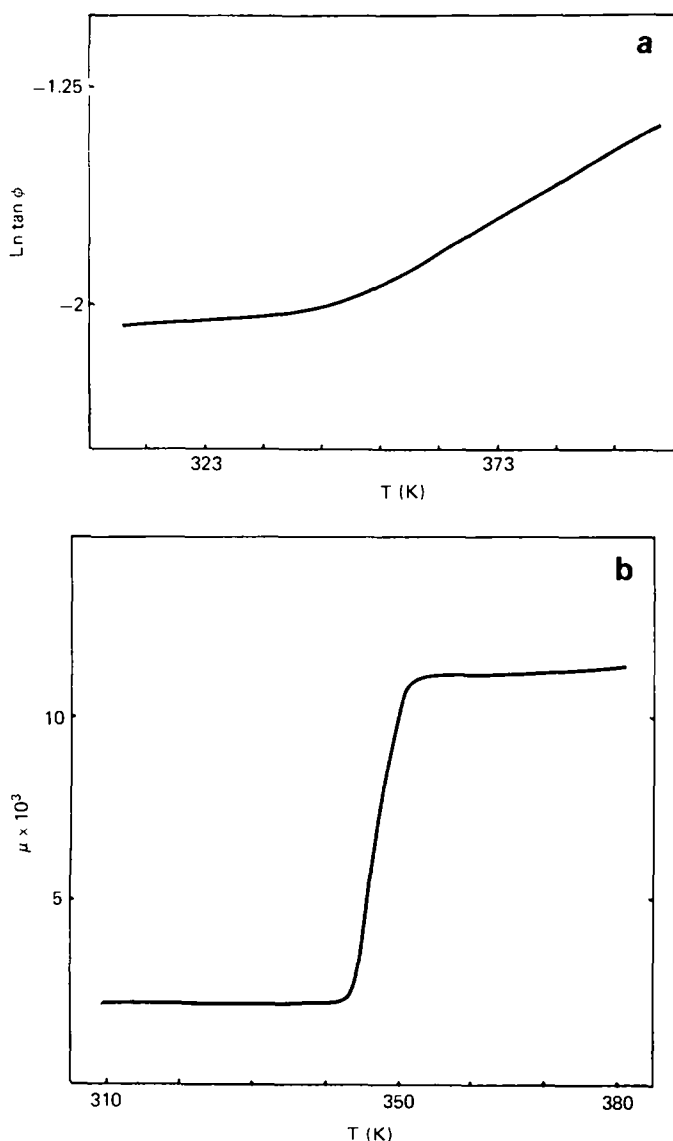 a
−1.25
Ln tan ϕ
−2
323 373
T (K)
b
10
μ × 10³
5
310 350 380
T (K)